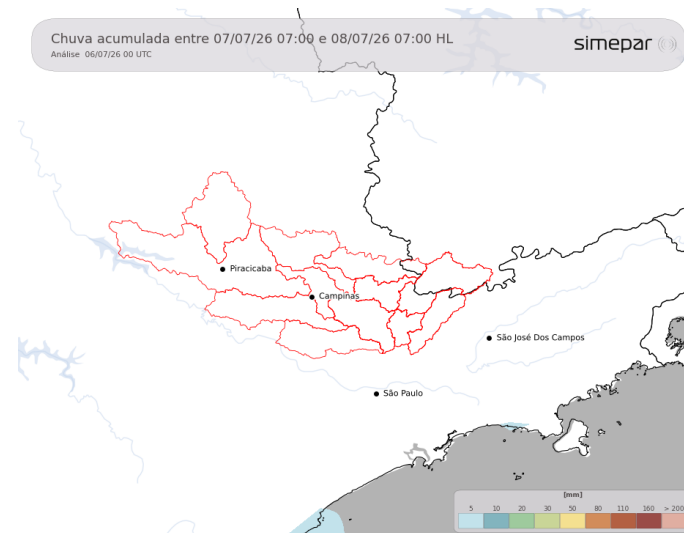 Chuva acumulada entre 07/07/26 07:00 e 08/07/26 07:00 HL
Análise 06/07/26 00 UTC
simepar
Piracicaba
Campinas
São José Dos Campos
São Paulo
[mm]
5 10 20 30 50 80 110 160 > 200